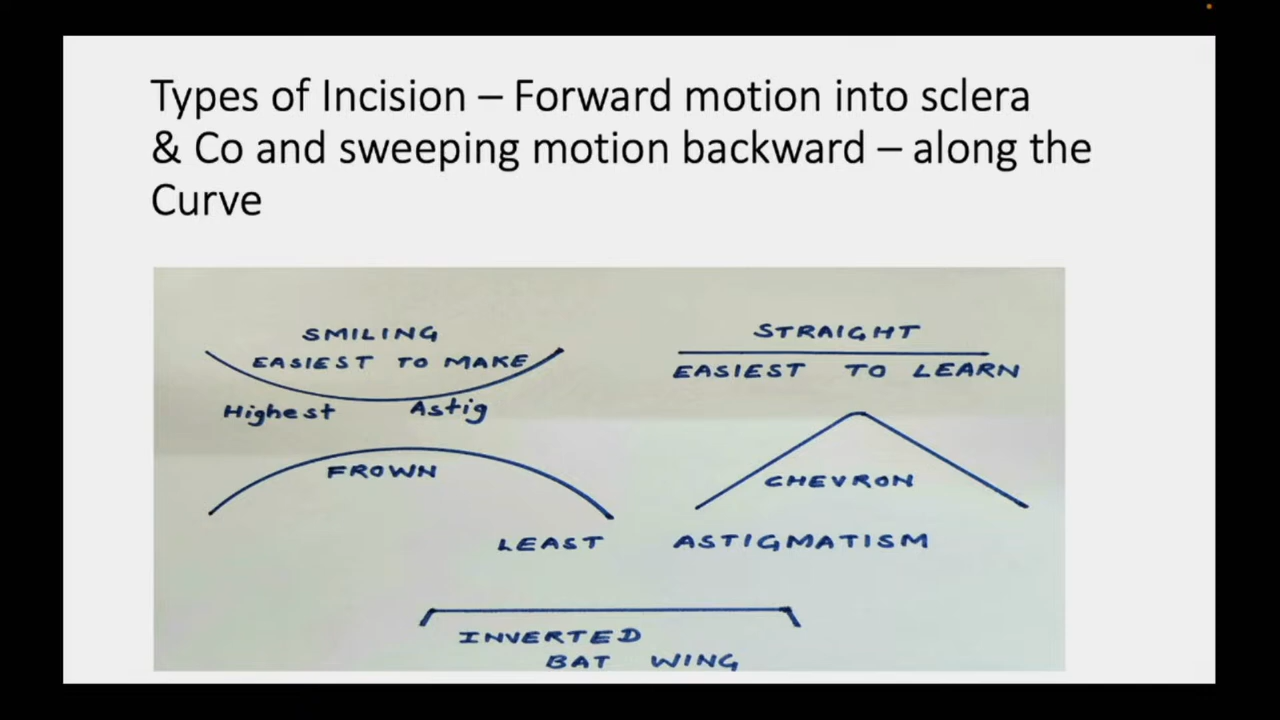 Types of Incision – Forward motion into sclera
& Co and sweeping motion backward – along the
Curve
SMILING
EASIEST TO MAKE
Highest Astig
STRAIGHT
EASIEST TO LEARN
FROWN
CHEVRON
LEAST ASTIGMATISM
INVERTED
BAT WING